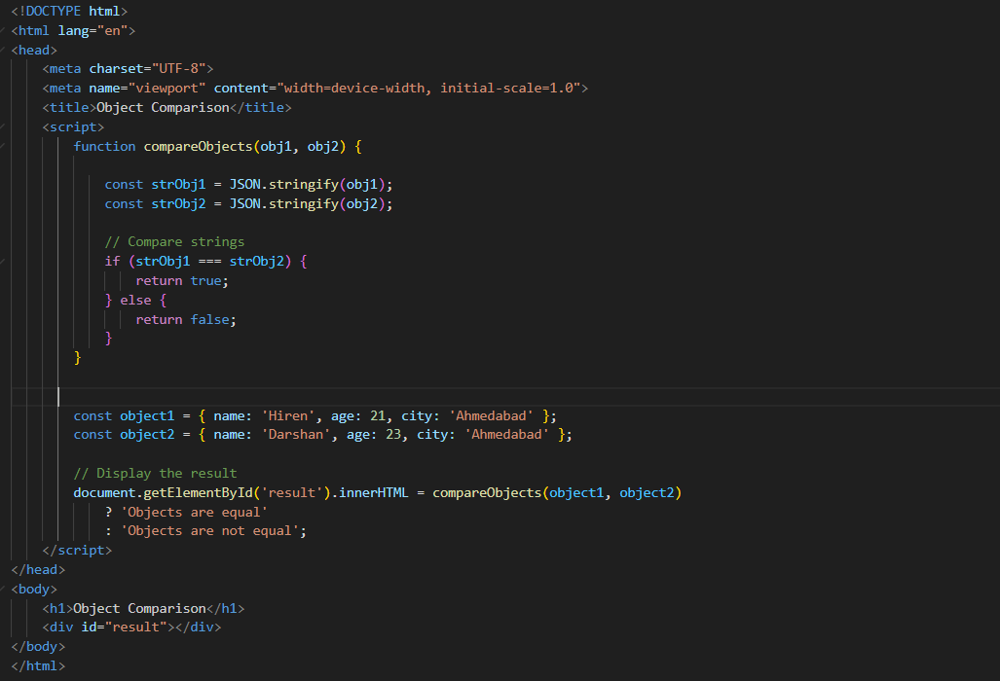 <!DOCTYPE html>
<html lang="en">
<head>
    <meta charset="UTF-8">
    <meta name="viewport" content="width=device-width, initial-scale=1.0">
    <title>Object Comparison</title>
    <script>
        function compareObjects(obj1, obj2) {
            const strObj1 = JSON.stringify(obj1);
            const strObj2 = JSON.stringify(obj2);
            // Compare strings
            if (strObj1 === strObj2) {
                return true;
            } else {
                return false;
            }
        }
        const object1 = { name: 'Hiren', age: 21, city: 'Ahmedabad' };
        const object2 = { name: 'Darshan', age: 23, city: 'Ahmedabad' };
        // Display the result
        document.getElementById('result').innerHTML = compareObjects(object1, object2)
            ? 'Objects are equal'
            : 'Objects are not equal';
    </script>
</head>
<body>
    <h1>Object Comparison</h1>
    <div id="result"></div>
</body>
</html>